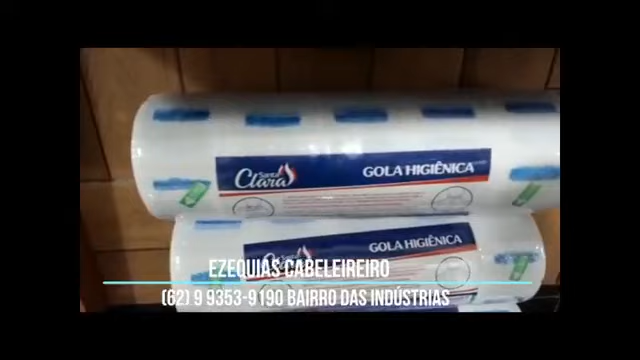 Santa
Clara
GOLA HIGIÊNICA
GOLA HIGIÊNICA
EZEQUIAS CABELEIREIRO
(62) 9 9353-9190 BAIRRO DAS INDÚSTRIAS